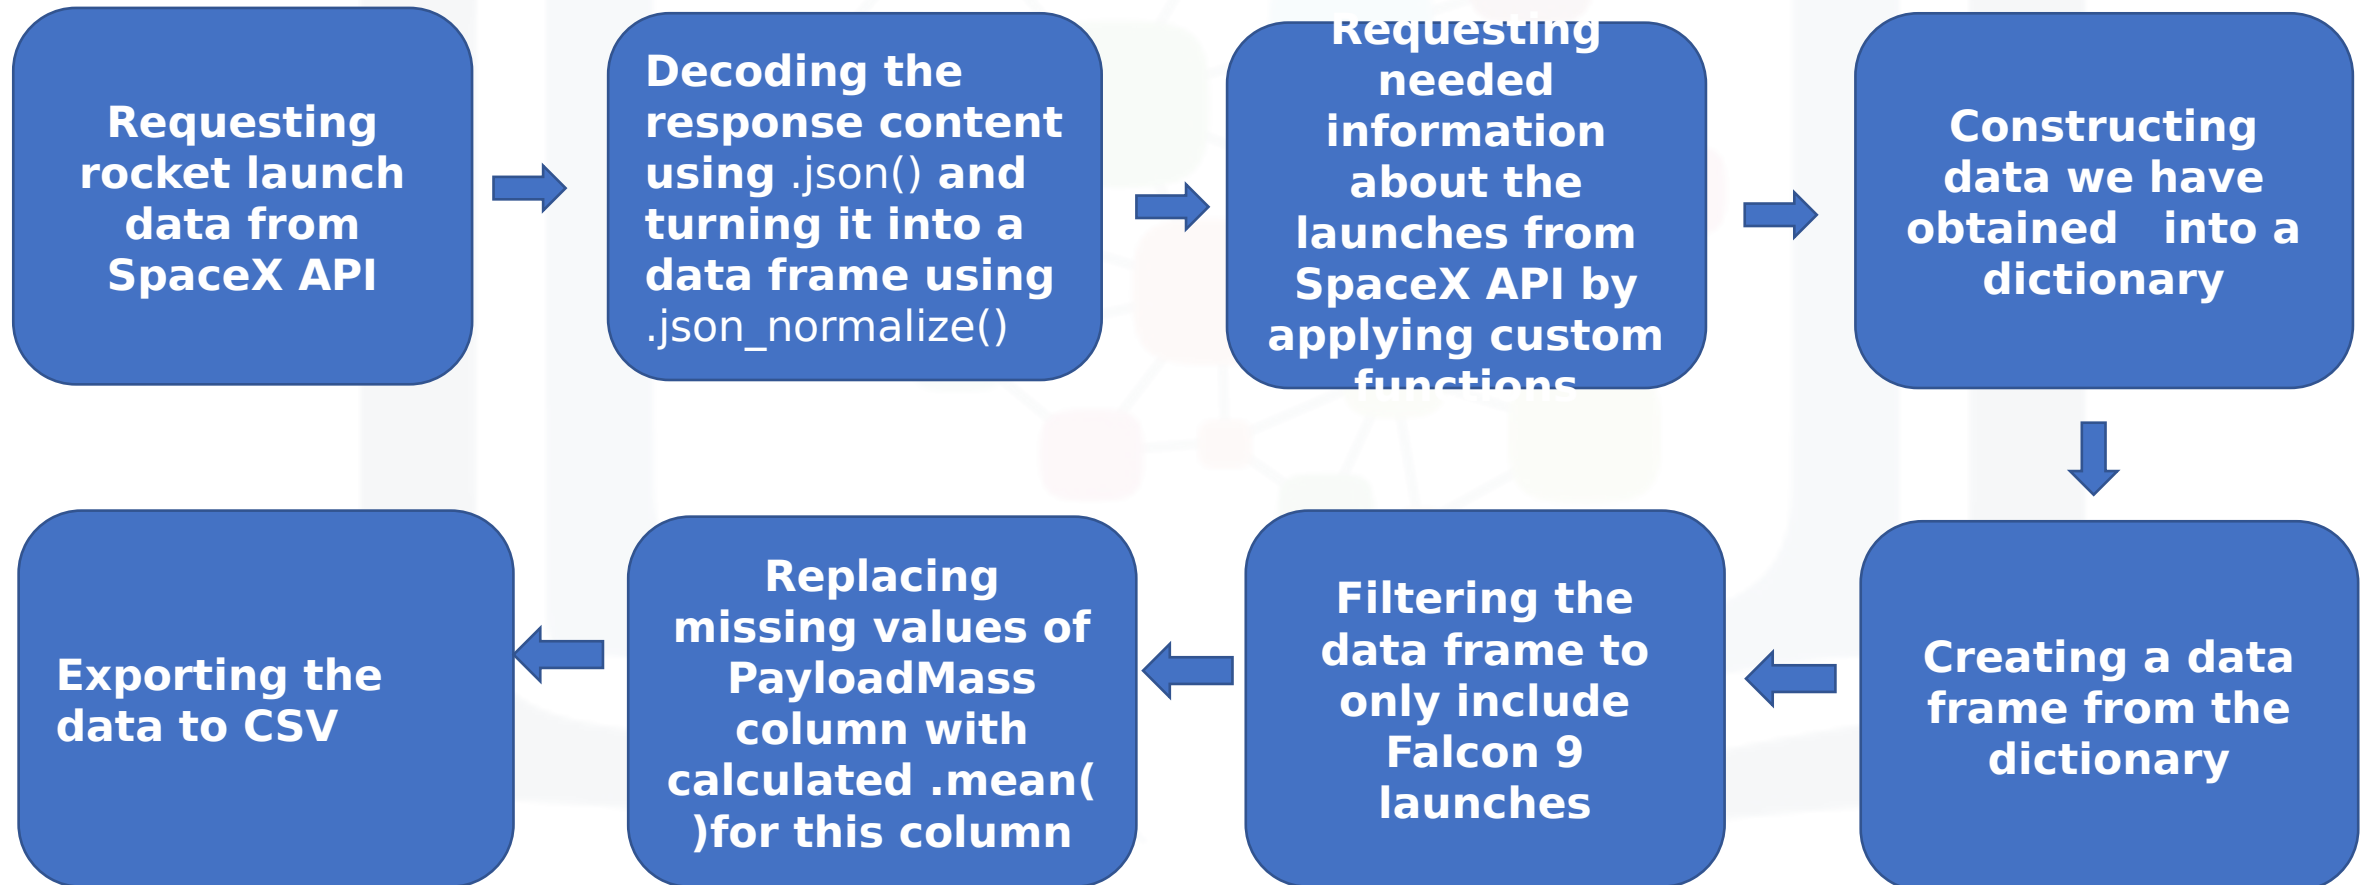 Requesting
rocket launch
data from
SpaceX API
Decoding the
response content
using .json() and
turning it into a
data frame using
.json_normalize()
Requesting
needed
information
about the
launches from
SpaceX API by
applying custom
functions
Constructing
data we have
obtained   into a
dictionary
Creating a data
frame from the
dictionary
Filtering the
data frame to
only include
Falcon 9
launches
Replacing
missing values of
PayloadMass
column with
calculated .mean(
)for this column
Exporting the
data to CSV